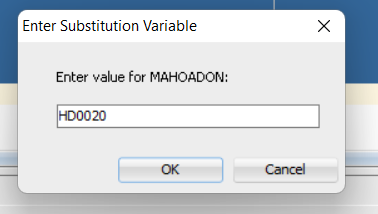 Enter Substitution Variable
Enter value for MAHOADON:
HD0020
OK
Cancel